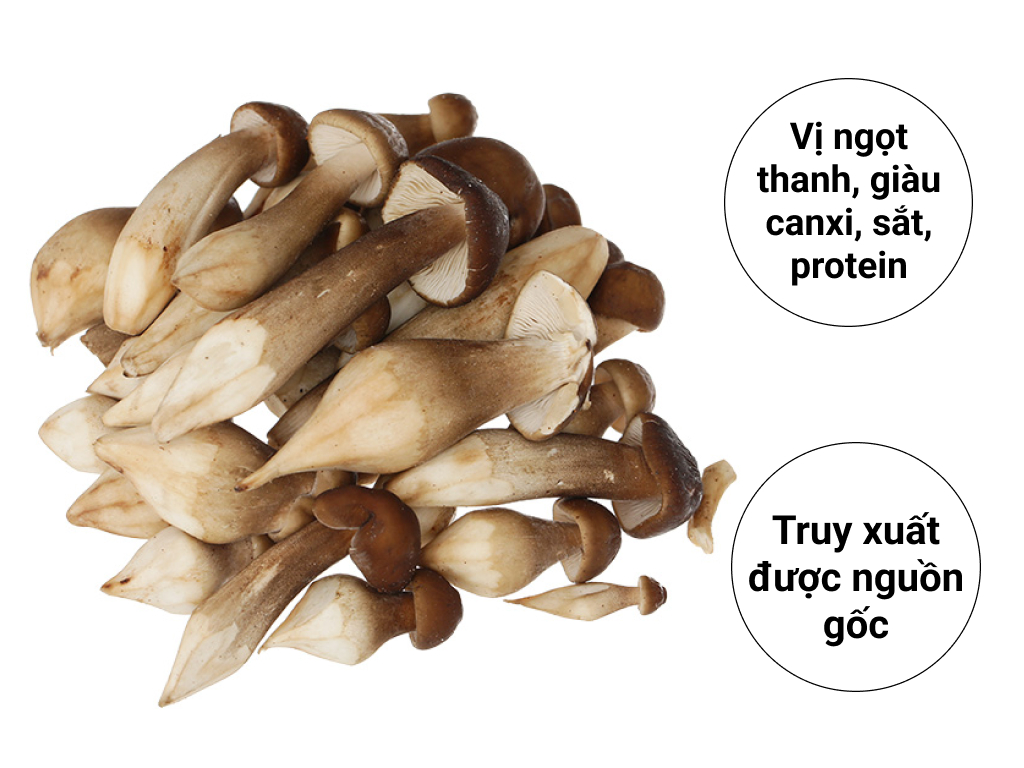 Vị ngọt
thanh, giàu
canxi, sắt,
protein
Truy xuất
được nguồn
gốc